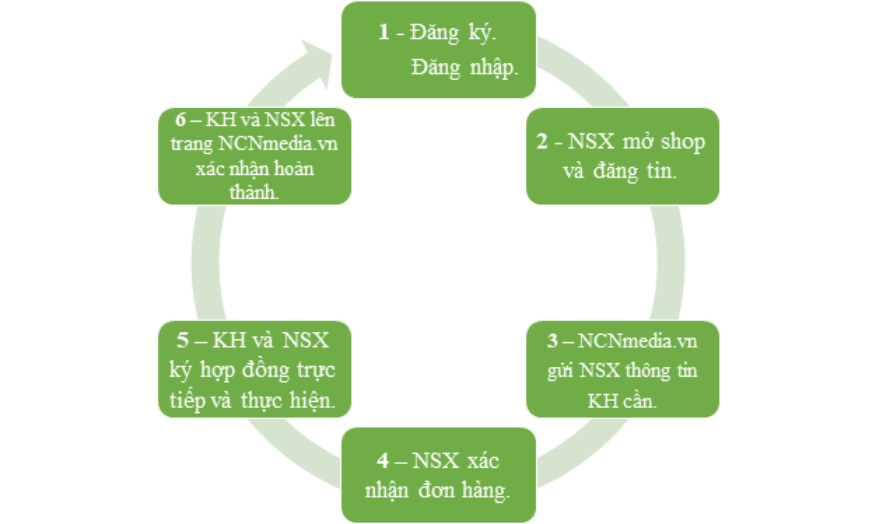 1 - Đăng ký.
Đăng nhập.
2 - NSX mở shop
và đăng tin.
3 – NCNmedia.vn
gửi NSX thông tin
KH cần.
4 – NSX xác
nhận đơn hàng.
5 – KH và NSX
ký hợp đồng trực
tiếp và thực hiện.
6 – KH và NSX lên
trang NCNmedia.vn
xác nhận hoàn
thành.